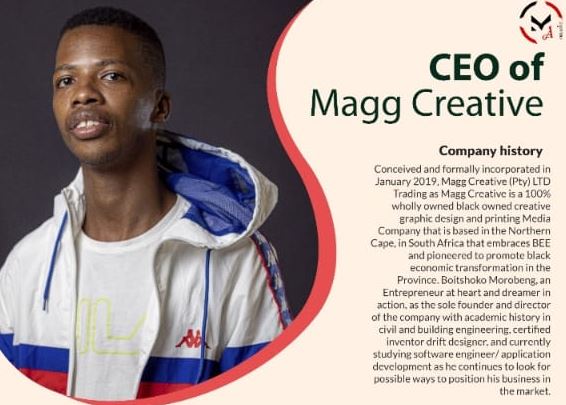 CEO of
Magg Creative
Company history
Conceived and formally incorporated in
January 2019, Magg Creative (Pty) LTD
Trading as Magg Creative is a 100%
wholly owned black owned creative
graphic design and printing Media
Company that is based in the Northern
Cape, in South Africa that embraces BEE
and pioneered to promote black
economic transformation in the
Province. Boitshoko Morobeng, an
Entrepreneur at heart and dreamer in
action, as the sole founder and director
of the company with academic history in
civil and building engineering, certified
inventor drift designer, and currently
studying software engineer/ application
development as he continues to look for
possible ways to position his business in
the market.